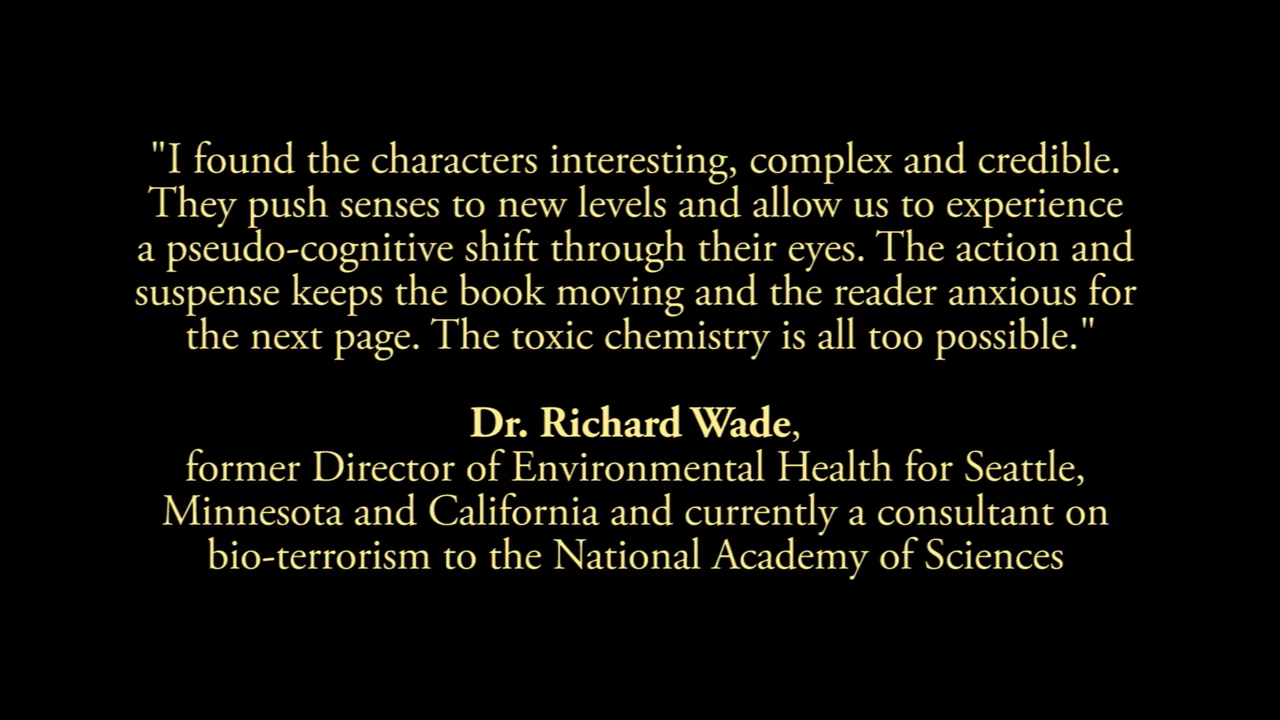 "I found the characters interesting, complex and credible.
They push senses to new levels and allow us to experience
a pseudo-cognitive shift through their eyes. The action and
suspense keeps the book moving and the reader anxious for
the next page. The toxic chemistry is all too possible."
Dr. Richard Wade,
former Director of Environmental Health for Seattle,
Minnesota and California and currently a consultant on
bio-terrorism to the National Academy of Sciences